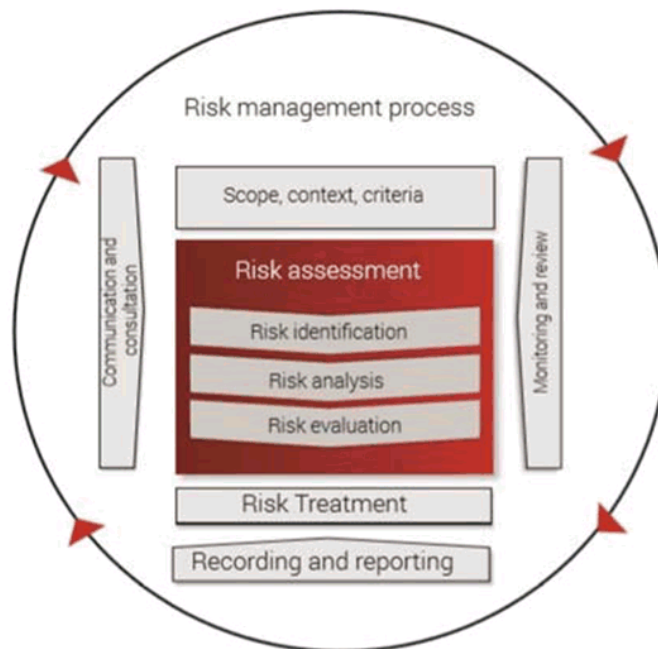 Risk management process
Scope, context, criteria
Communication and
consultation
Risk assessment
Risk identification
Risk analysis
Risk evaluation
Monitoring and review
Risk Treatment
Recording and reporting